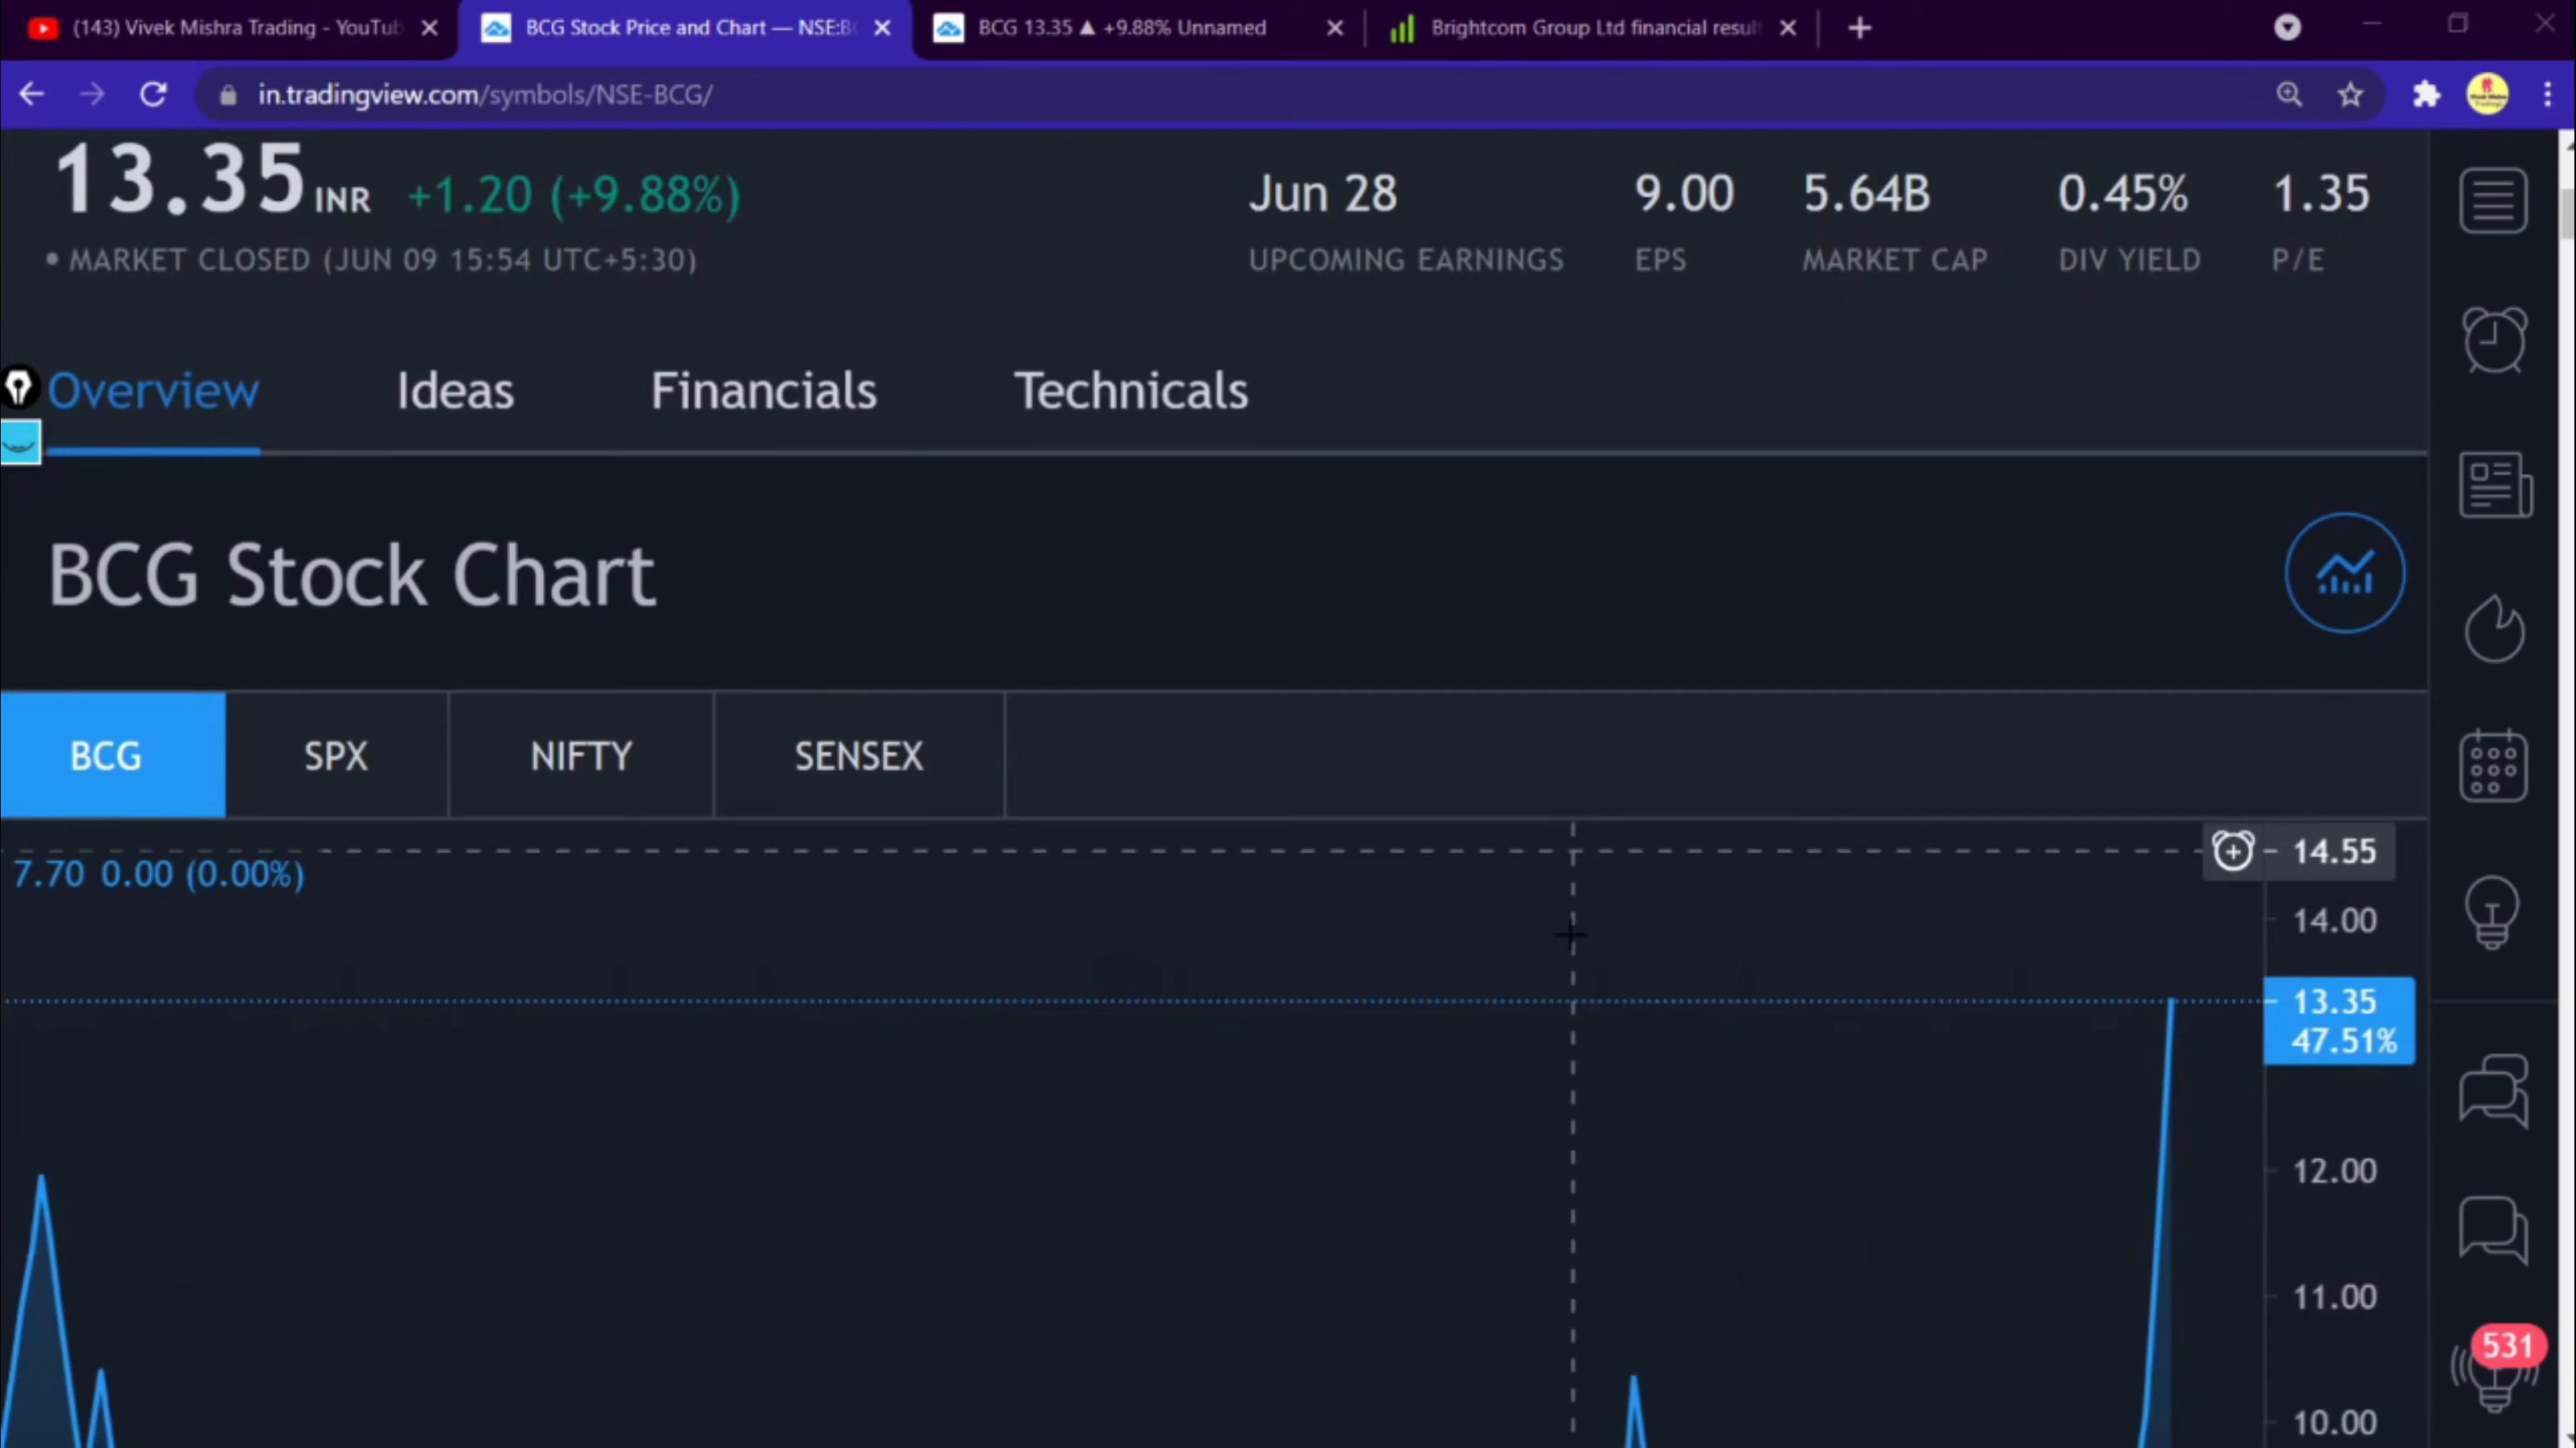 (143) Vivek Mishra Trading - YouTub
BCG Stock Price and Chart — NSE:B
BCG 13.35 ▲ +9.88% Unnamed
Brightcom Group Ltd financial resul
in.tradingview.com/symbols/NSE-BCG/
13.35 INR +1.20 (+9.88%)
Jun 28 9.00 5.64B 0.45% 1.35
• MARKET CLOSED (JUN 09 15:54 UTC+5:30)
UPCOMING EARNINGS EPS MARKET CAP DIV YIELD P/E
Overview Ideas Financials Technicals
BCG Stock Chart
BCG SPX NIFTY SENSEX
14.55
7.70 0.00 (0.00%)
14.00
13.35
47.51%
12.00
11.00
531
10.00